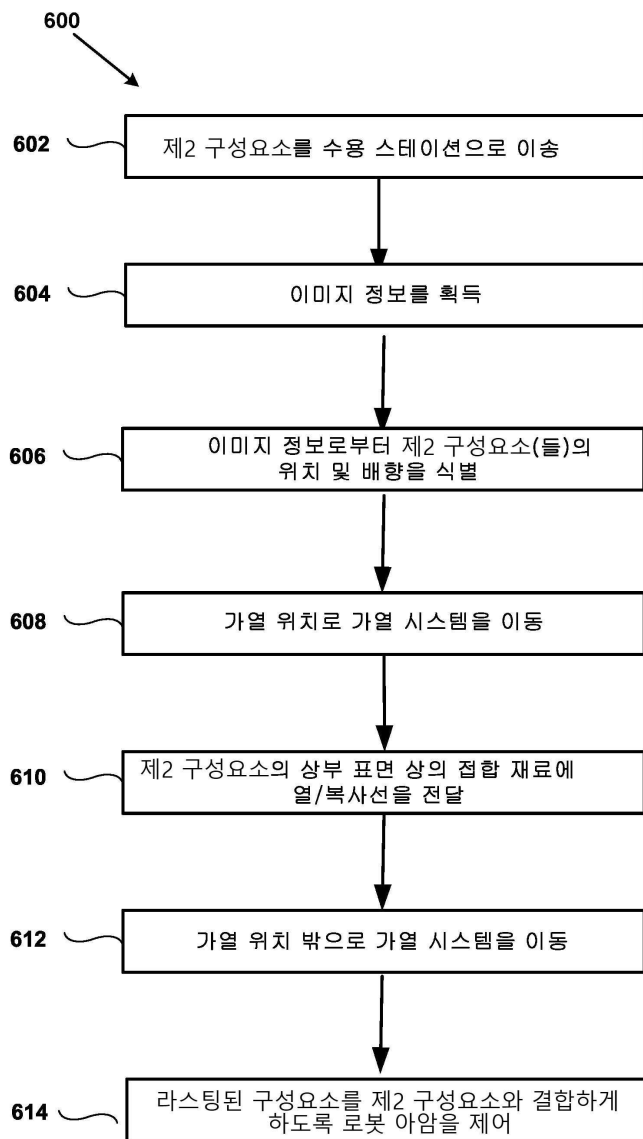 600
602
제2 구성요소를 수용 스테이션으로 이송
604
이미지 정보를 획득
606
이미지 정보로부터 제2 구성요소(들)의
위치 및 배향을 식별
608
가열 위치로 가열 시스템을 이동
610
제2 구성요소의 상부 표면 상의 접합 재료에
열/복사선을 전달
612
가열 위치 밖으로 가열 시스템을 이동
614
라스팅된 구성요소를 제2 구성요소와 결합하게
하도록 로봇 아암을 제어